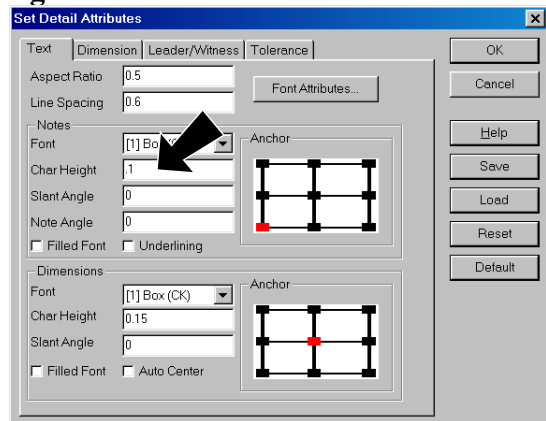 Set Detail Attributes
Text Dimension Leader/Witness Tolerance
Aspect Ratio 0.5
Line Spacing 0.6
Font Attributes...
Notes
Font [1] Bo
Char Height .1
Slant Angle 0
Note Angle 0
Filled Font Underlining
Anchor
Dimensions
Font [1] Box (CK)
Char Height 0.15
Slant Angle 0
Filled Font Auto Center
Anchor
OK
Cancel
Help
Save
Load
Reset
Default